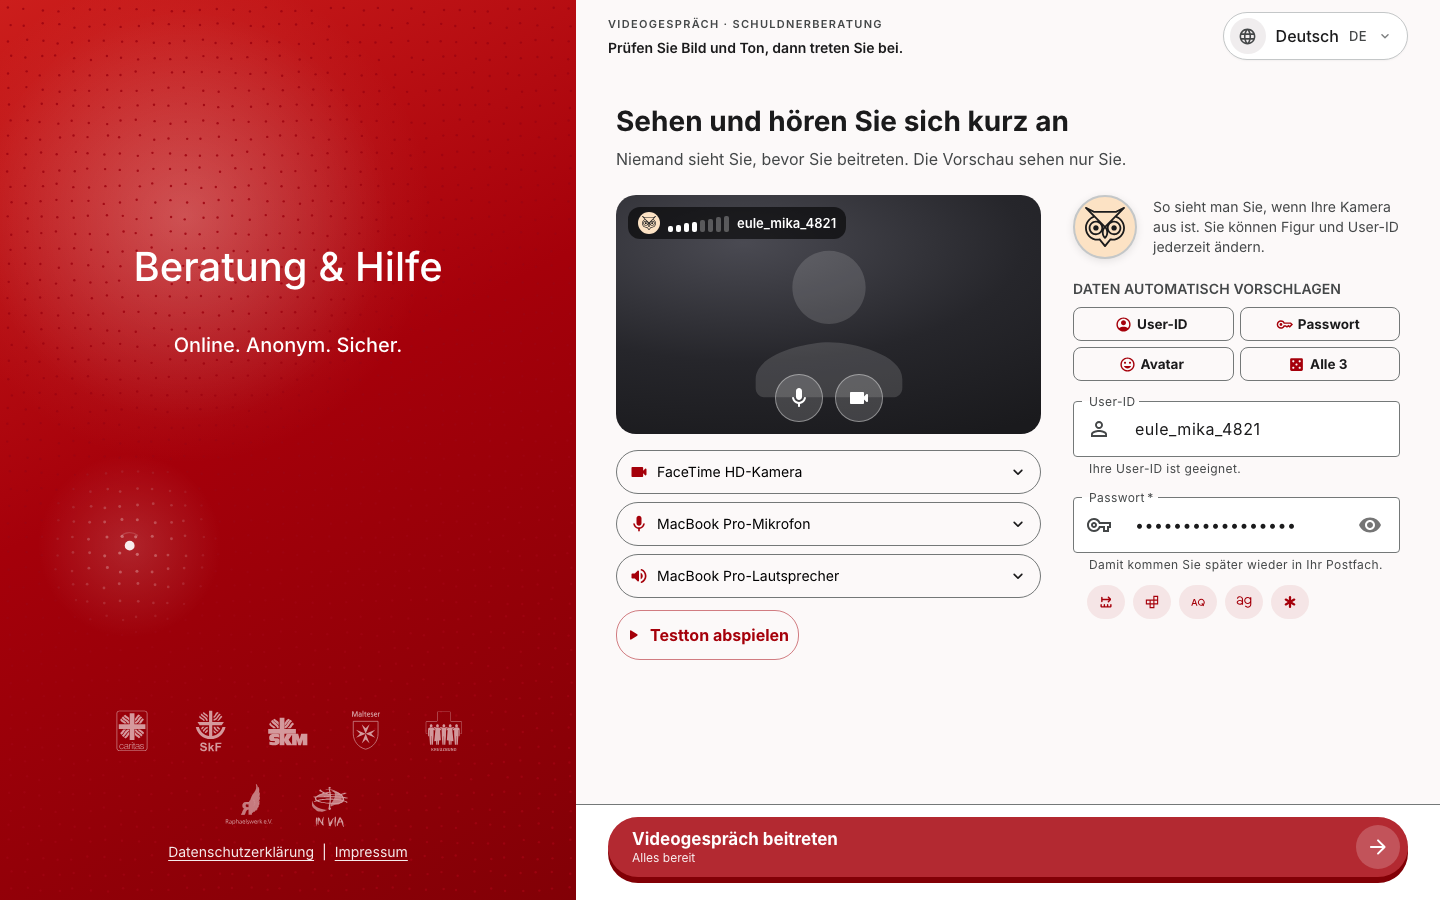 Beratung & Hilfe
Online. Anonym. Sicher.
caritas
SkF
SKM
Malteser
KREUZBUND
Raphaelswerk e.V.
IN VIA
Datenschutzerklärung | Impressum
VIDEOGESPRÄCH · SCHULDNERBERATUNG
Prüfen Sie Bild und Ton, dann treten Sie bei.
Deutsch DE
Sehen und hören Sie sich kurz an
Niemand sieht Sie, bevor Sie beitreten. Die Vorschau sehen nur Sie.
eule_mika_4821
FaceTime HD-Kamera
MacBook Pro-Mikrofon
MacBook Pro-Lautsprecher
Testton abspielen
So sieht man Sie, wenn Ihre Kamera
aus ist. Sie können Figur und User-ID
jederzeit ändern.
DATEN AUTOMATISCH VORSCHLAGEN
User-ID
Passwort
Avatar
Alle 3
User-ID
eule_mika_4821
Ihre User-ID ist geeignet.
Passwort *
••••••••••••••••
Damit kommen Sie später wieder in Ihr Postfach.
AQ
ag
Videogespräch beitreten
Alles bereit